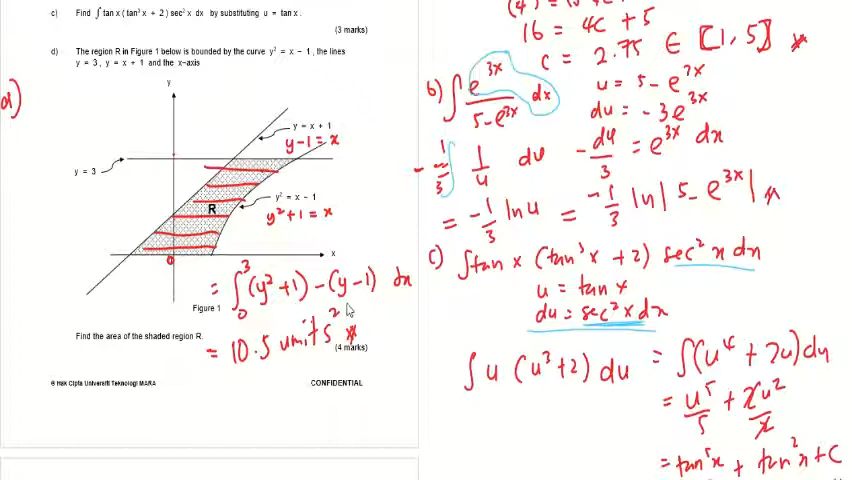 c) Find ∫ tan x ( tan³ x + 2 ) sec² x dx by substituting u = tan x.
(3 marks)
d) The region R in Figure 1 below is bounded by the curve y² = x − 1 , the lines
y = 3 , y = x + 1 and the x-axis
d)
y
y = x + 1
y-1 = x
y = 3
y² = x − 1
R
y²+1 = x
x
0
= ∫₀³ (y²+1) - (y-1) dx
Figure 1
Find the area of the shaded region R.
= 10.5 units²
(4 marks)
® Hak Cipta Universiti Teknologi MARA
CONFIDENTIAL
16 = 4C + 5
C = 2.75 ∈ [1, 5]
b) ∫ e^3x / 5-e^3x dx
u = 5-e^3x
du = -3e^3x
-1/3 ∫ 1/u du
-du/3 = e^3x dx
= -1/3 ln u = -1/3 ln | 5-e^3x |
c) ∫tan x (tan³x + 2) sec² x dx
u = tan x
du = sec² x dx
∫ u (u³+2) du = ∫(u⁴ + 2u) du
= u⁵/5 + 2u²/2
= tan⁵x + tan²x + C